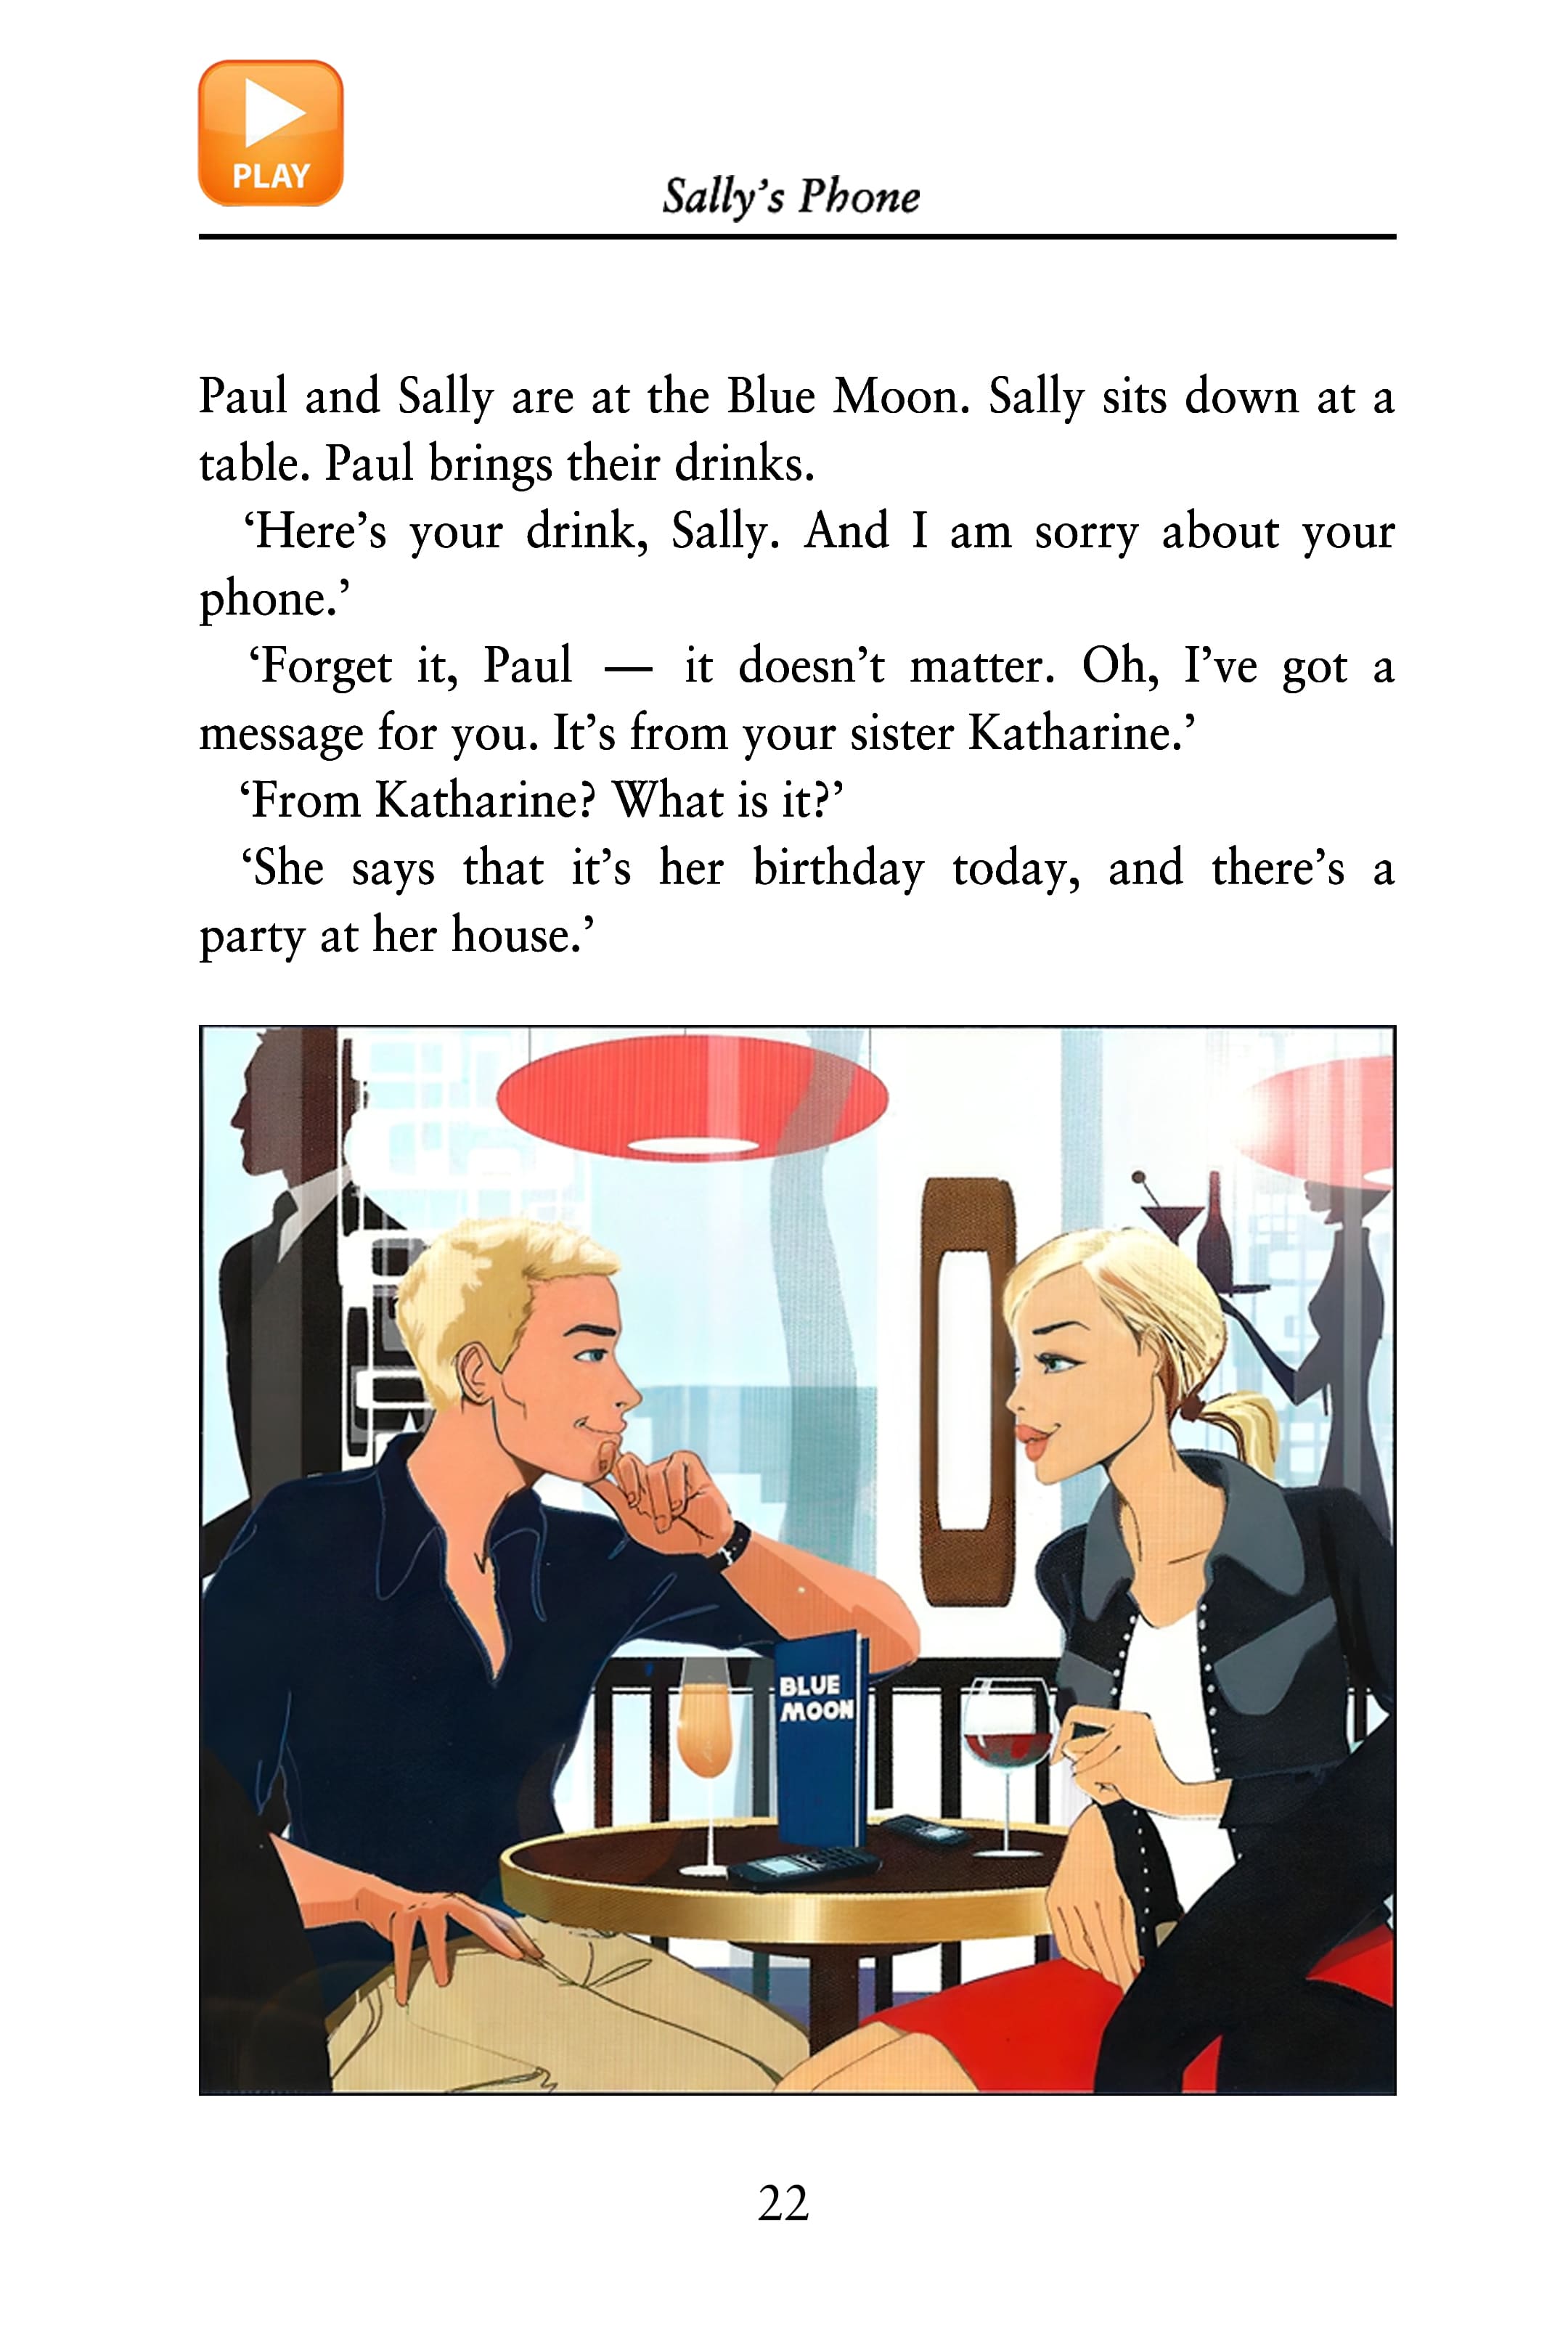 PLAY
Sally’s Phone
Paul and Sally are at the Blue Moon. Sally sits down at a
table. Paul brings their drinks.
‘Here’s your drink, Sally. And I am sorry about your
phone.’
‘Forget it, Paul — it doesn’t matter. Oh, I’ve got a
message for you. It’s from your sister Katharine.’
‘From Katharine? What is it?’
‘She says that it’s her birthday today, and there’s a
party at her house.’
BLUE
MOON
22